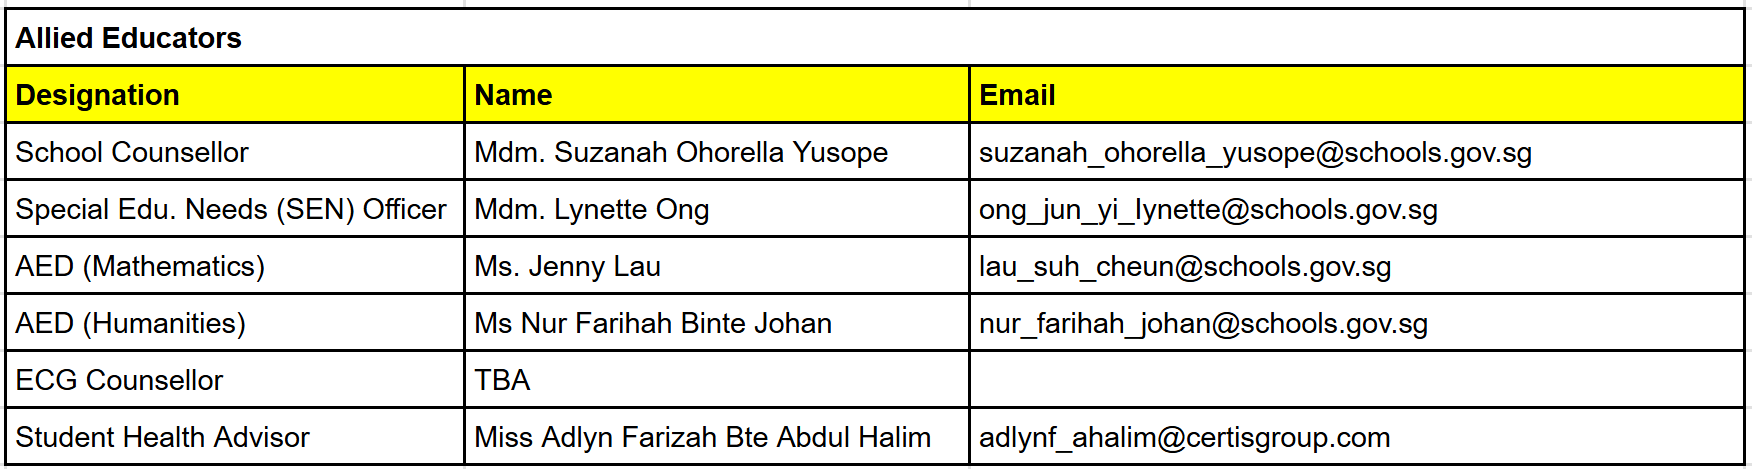 Allied Educators
Designation Name Email
School Counsellor Mdm. Suzanah Ohorella Yusope suzanah_ohorella_yusope@schools.gov.sg
Special Edu. Needs (SEN) Officer Mdm. Lynette Ong ong_jun_yi_lynette@schools.gov.sg
AED (Mathematics) Ms. Jenny Lau lau_suh_cheun@schools.gov.sg
AED (Humanities) Ms Nur Farihah Binte Johan nur_farihah_johan@schools.gov.sg
ECG Counsellor TBA
Student Health Advisor Miss Adlyn Farizah Bte Abdul Halim adlynf_ahalim@certisgroup.com